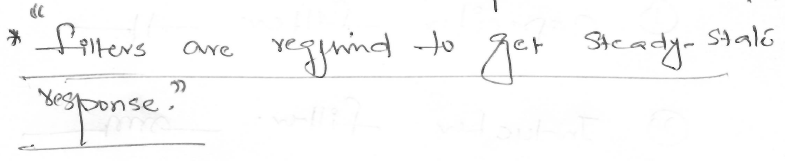 * "filters are required to get steady-state
response."